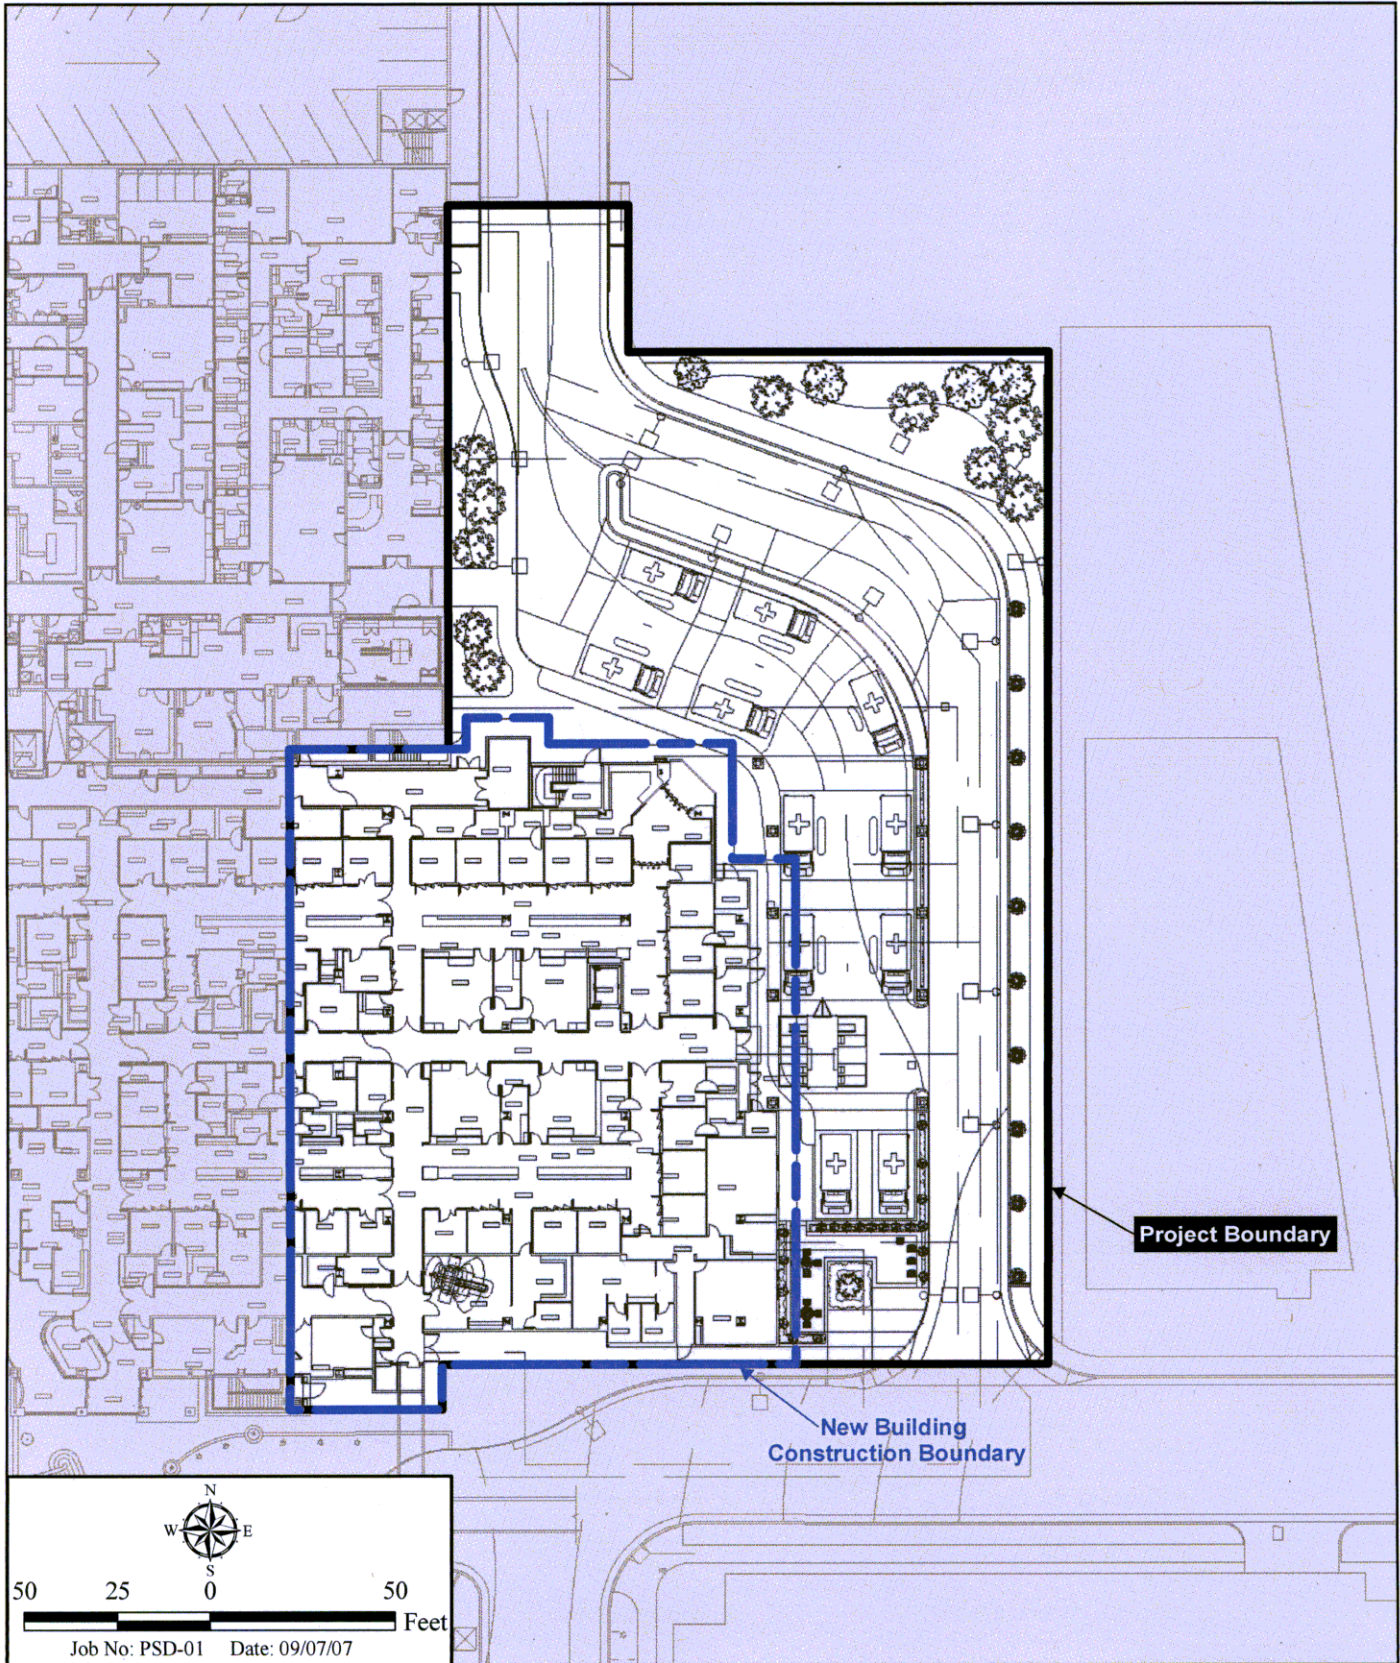 Project Boundary
New Building
Construction Boundary
N
W E
S
50 25 0 50
Feet
Job No: PSD-01 Date: 09/07/07